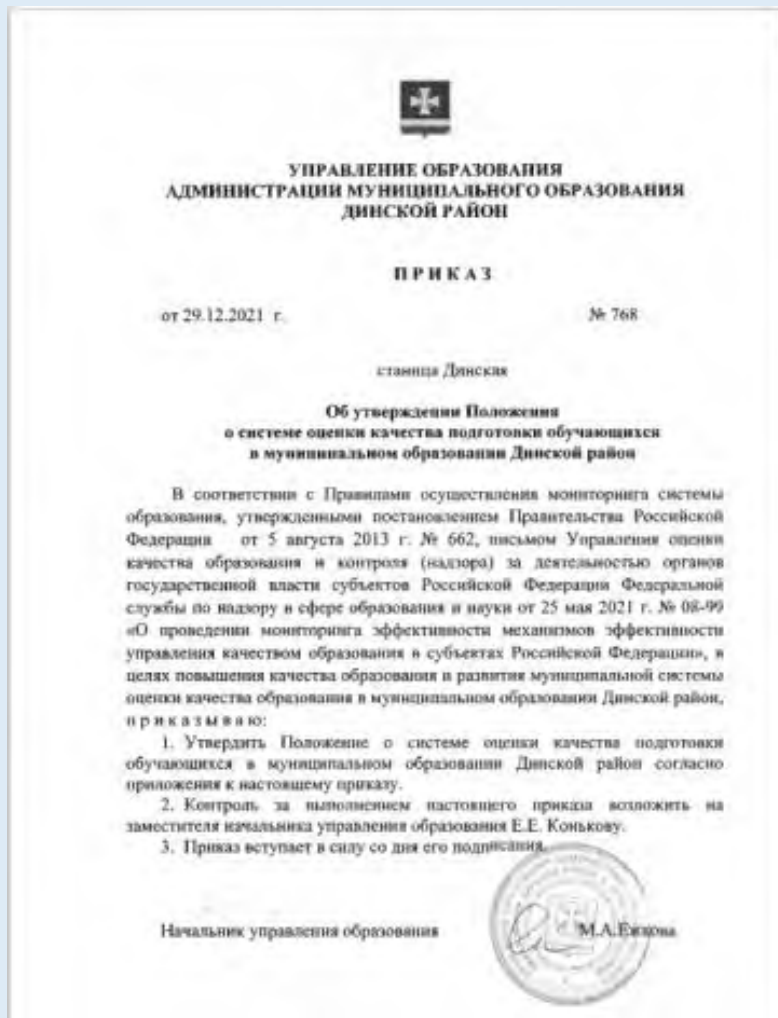 УПРАВЛЕНИЕ ОБРАЗОВАНИЯ
АДМИНИСТРАЦИИ МУНИЦИПАЛЬНОГО ОБРАЗОВАНИЯ
ДИНСКОЙ РАЙОН
П Р И К А З
от 29.12.2021 г.
№ 768
станица Динская
Об утверждении Положения
о системе оценки качества подготовки обучающихся
в муниципальном образовании Динской район
В соответствии с Правилами осуществления мониторинга системы
образования, утвержденными постановлением Правительства Российской
Федерации от 5 августа 2013 г. № 662, письмом Управления оценки
качества образования и контроля (надзора) за деятельностью органов
государственной власти субъектов Российской Федерации Федеральной
службы по надзору в сфере образования и науки от 25 мая 2021 г. № 08-99
«О проведении мониторинга эффективности механизмов эффективности
управления качеством образования в субъектах Российской Федерации», в
целях повышения качества образования и развития муниципальной системы
оценки качества образования в муниципальном образовании Динской район,
п р и к а з ы в а ю:
1. Утвердить Положение о системе оценки качества подготовки
обучающихся в муниципальном образовании Динской район согласно
приложения к настоящему приказу.
2. Контроль за выполнением настоящего приказа возложить на
заместителя начальника управления образования Е.Е. Конькову.
3. Приказ вступает в силу со дня его подписания.
Начальник управления образования
М.А.Ежкова